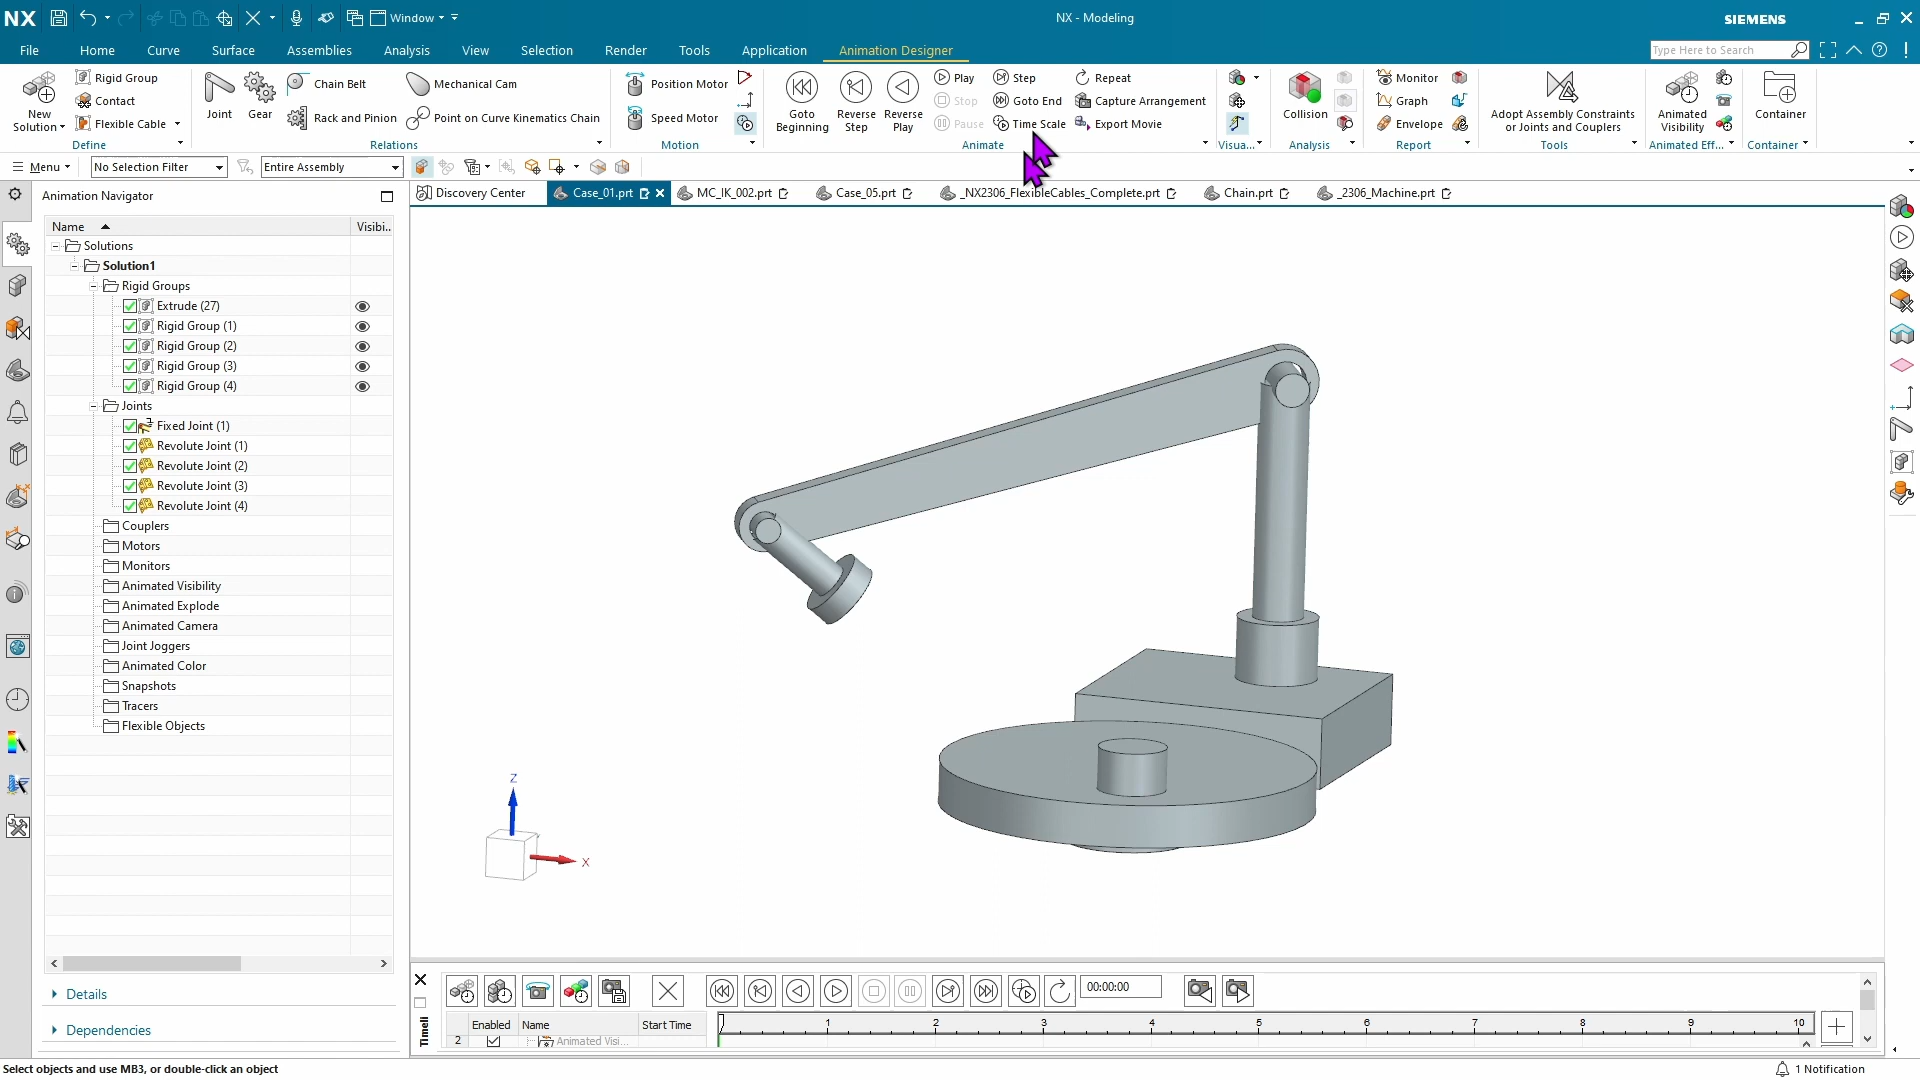 NX
Window
NX - Modeling
SIEMENS
File
Home
Curve
Surface
Assemblies
Analysis
View
Selection
Render
Tools
Application
Animation Designer
Type Here to Search
New
Solution
Rigid Group
Contact
Flexible Cable
Define
Joint
Gear
Chain Belt
Rack and Pinion
Mechanical Cam
Point on Curve Kinematics Chain
Relations
Position Motor
Speed Motor
Motion
Goto
Beginning
Reverse
Step
Reverse
Play
Play
Stop
Pause
Step
Goto End
Time Scale
Repeat
Capture Arrangement
Export Movie
Animate
Visua...
Collision
Analysis
Monitor
Graph
Envelope
Report
Adopt Assembly Constraints
or Joints and Couplers
Tools
Animated
Visibility
Animated Eff...
Container
Container
Menu
No Selection Filter
Entire Assembly
Animation Navigator
Discovery Center
Case_01.prt
MC_IK_002.prt
Case_05.prt
_NX2306_FlexibleCables_Complete.prt
Chain.prt
_2306_Machine.prt
Name
Visibi..
Solutions
Solution1
Rigid Groups
Extrude (27)
Rigid Group (1)
Rigid Group (2)
Rigid Group (3)
Rigid Group (4)
Joints
Fixed Joint (1)
Revolute Joint (1)
Revolute Joint (2)
Revolute Joint (3)
Revolute Joint (4)
Couplers
Motors
Monitors
Animated Visibility
Animated Explode
Animated Camera
Joint Joggers
Animated Color
Snapshots
Tracers
Flexible Objects
Details
Dependencies
Z
X
Timeli
00:00:00
Enabled
Name
Start Time
1
2
3
4
5
6
7
8
9
10
2
Animated Visi...
Select objects and use MB3, or double-click an object
1 Notification